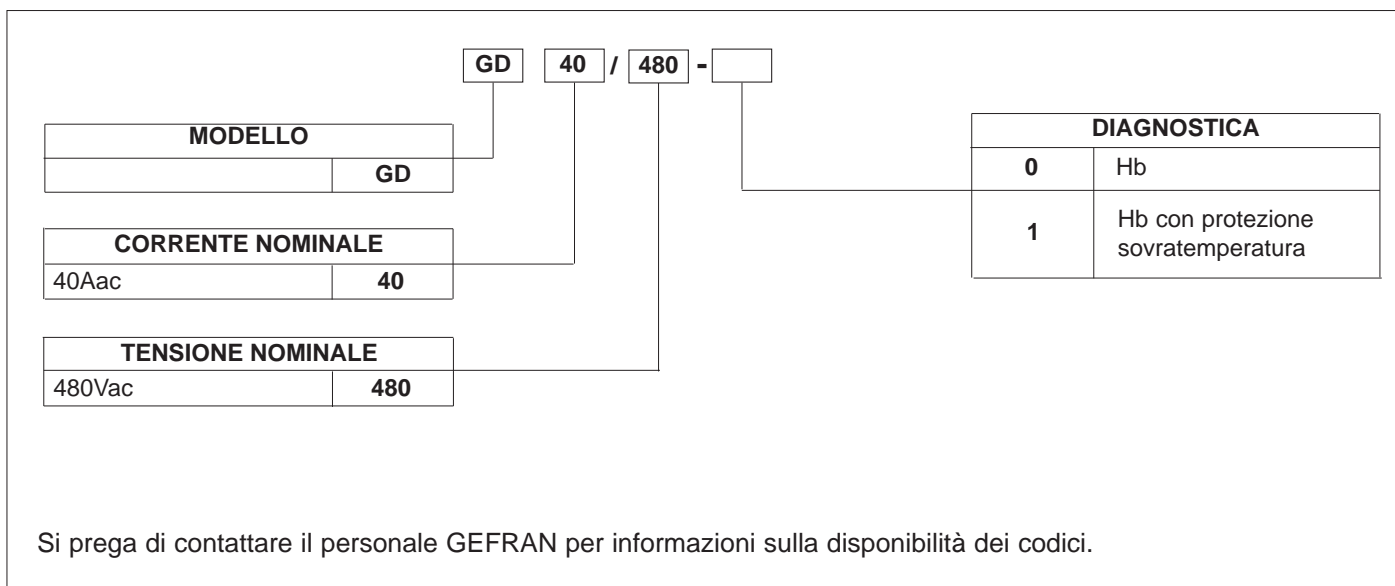 GD 40 / 480 -
MODELLO
GD
CORRENTE NOMINALE
40Aac 40
TENSIONE NOMINALE
480Vac 480
DIAGNOSTICA
0 Hb
1 Hb con protezione
sovratemperatura
Si prega di contattare il personale GEFRAN per informazioni sulla disponibilità dei codici.